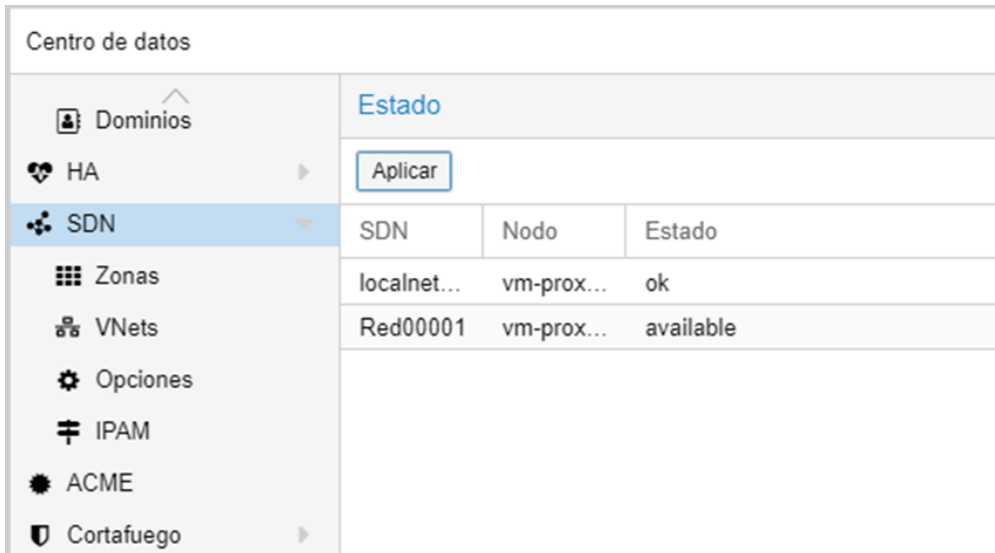 Centro de datos
Dominios
HA
SDN
Zonas
VNets
Opciones
IPAM
ACME
Cortafuego
Estado
Aplicar
SDN Nodo Estado
localnet... vm-prox... ok
Red00001 vm-prox... available